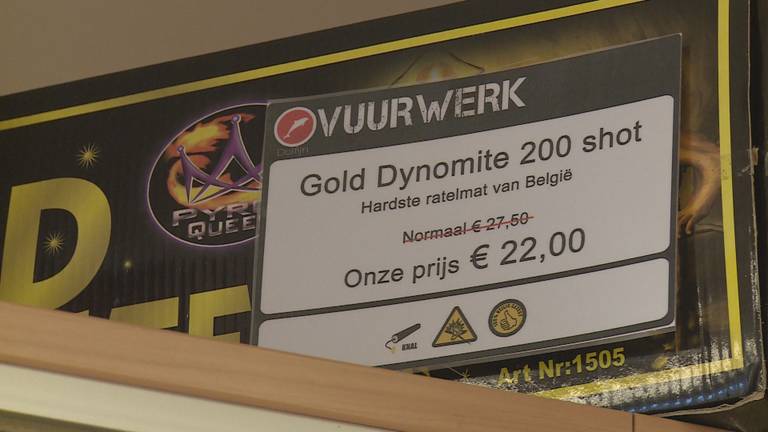 VUURWERK
Dolfijn
Gold Dynomite 200 shot
Hardste ratelmat van België
Normaal € 27,50
Onze prijs € 22,00
KNAL
PYRO
QUEEN
D
Art Nr:1505